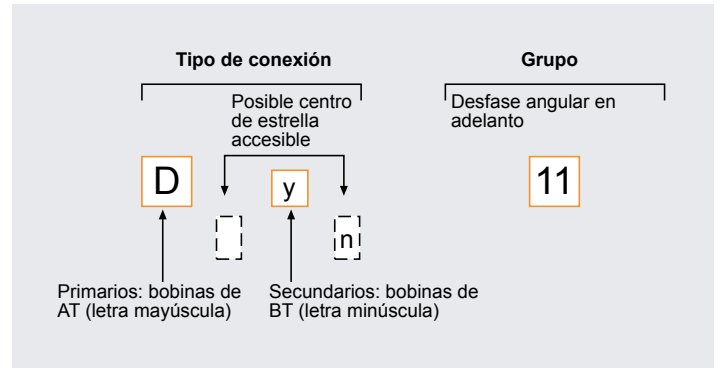 Tipo de conexión
Grupo
Posible centro
de estrella
accesible
Desfase angular en
adelanto
D
y
11
n
Primarios: bobinas de
AT (letra mayúscula)
Secundarios: bobinas de
BT (letra minúscula)